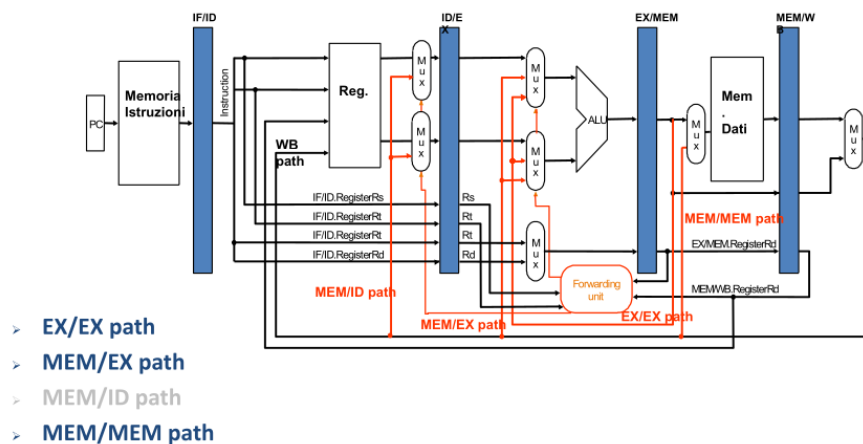 IF/ID
ID/E
X
EX/MEM
MEM/W
B
PC
Memoria
Istruzioni
Instruction
Reg.
WB
path
Mux
Mux
Mux
Mux
Mux
ALU
Mux
Mem
.
Dati
Mux
IF/ID.RegisterRs
Rs
IF/ID.RegisterRt
Rt
IF/ID.RegisterRt
Rt
IF/ID.RegisterRd
Rd
MEM/MEM path
EX/MEM.RegisterRd
MEM/WB.RegisterRd
Forwarding
unit
MEM/ID path
MEM/EX path
EX/EX path
➢ EX/EX path
➢ MEM/EX path
➢ MEM/ID path
➢ MEM/MEM path